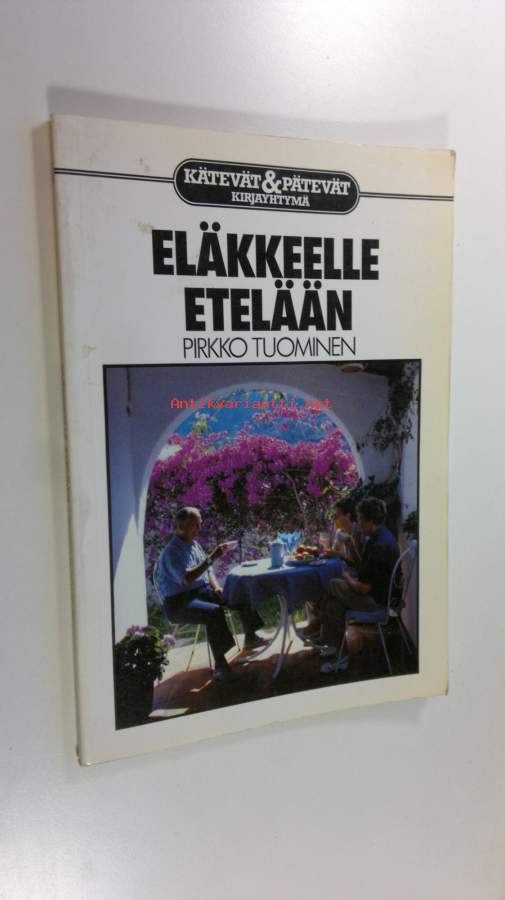 KÄTEVÄT&PÄTEVÄT
KIRJAYHTYMÄ
ELÄKKEELLE
ETELÄÄN
PIRKKO TUOMINEN
Antikvariaatti.net